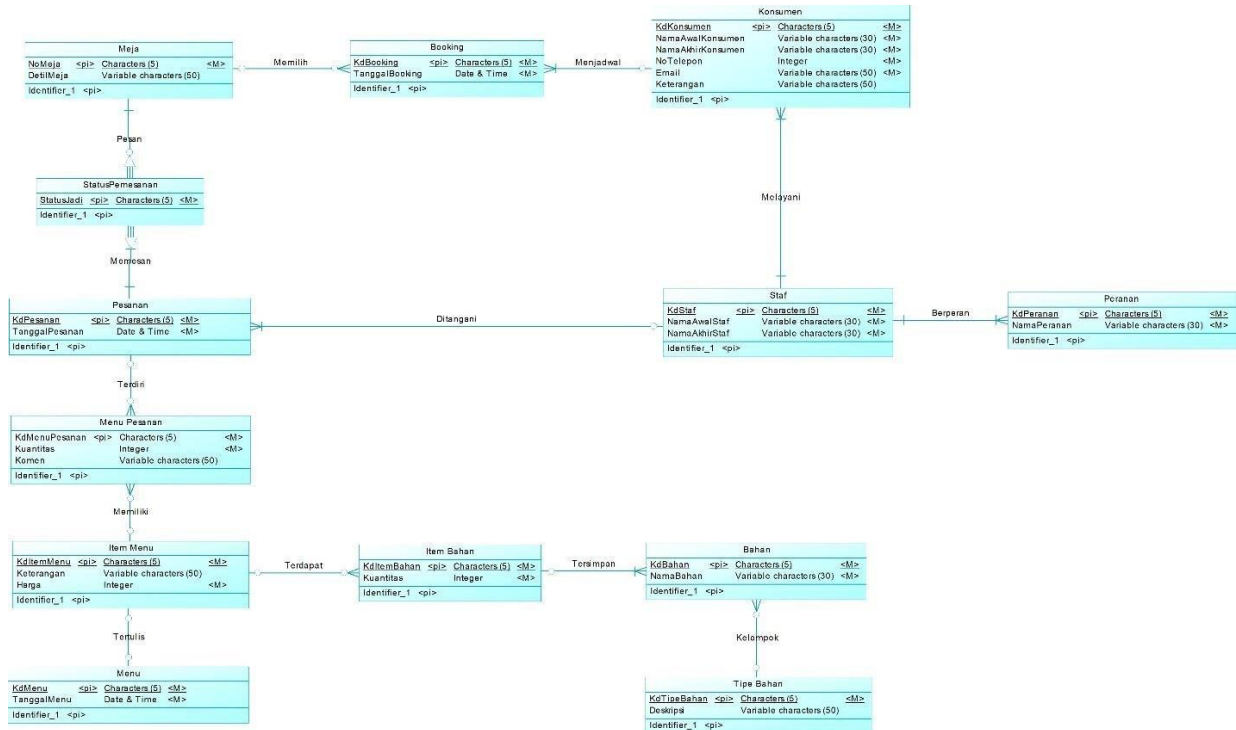 Konsumen
KdKonsumen <pi> Characters (5) <M>
NamaAwalKonsumen Variable characters (30) <M>
NamaAkhirKonsumen Variable characters (30) <M>
NoTelepon Integer <M>
Email Variable characters (50) <M>
Keterangan Variable characters (50)
Identifier_1 <pi>
Meja
NoMeja <pi> Characters (5) <M>
DetilMeja Variable characters (50)
Identifier_1 <pi>
Memilih
Booking
KdBooking <pi> Characters (5) <M>
TanggalBooking Date & Time <M>
Identifier_1 <pi>
Menjadwal
Pesan
StatusPemesanan
StatusJadi <pi> Characters (5) <M>
Identifier_1 <pi>
Melayani
Memesan
Pesanan
KdPesanan <pi> Characters (5) <M>
TanggalPesanan Date & Time <M>
Identifier_1 <pi>
Ditangani
Staf
KdStaf <pi> Characters (5) <M>
NamaAwalStaf Variable characters (30) <M>
NamaAkhirStaf Variable characters (30) <M>
Identifier_1 <pi>
Berperan
Peranan
KdPeranan <pi> Characters (5) <M>
NamaPeranan Variable characters (30) <M>
Identifier_1 <pi>
Terdiri
Menu Pesanan
KdMenuPesanan <pi> Characters (5) <M>
Kuantitas Integer <M>
Komen Variable characters (50)
Identifier_1 <pi>
Memiliki
Item Menu
KdItemMenu <pi> Characters (5) <M>
Keterangan Variable characters (50)
Harga Integer <M>
Identifier_1 <pi>
Terdapat
Item Bahan
KdItemBahan <pi> Characters (5) <M>
Kuantitas Integer <M>
Identifier_1 <pi>
Tersimpan
Bahan
KdBahan <pi> Characters (5) <M>
NamaBahan Variable characters (30) <M>
Identifier_1 <pi>
Tertulis
Kelompok
Menu
KdMenu <pi> Characters (5) <M>
TanggalMenu Date & Time <M>
Identifier_1 <pi>
Tipe Bahan
KdTipeBahan <pi> Characters (5) <M>
Deskripsi Variable characters (50)
Identifier_1 <pi>